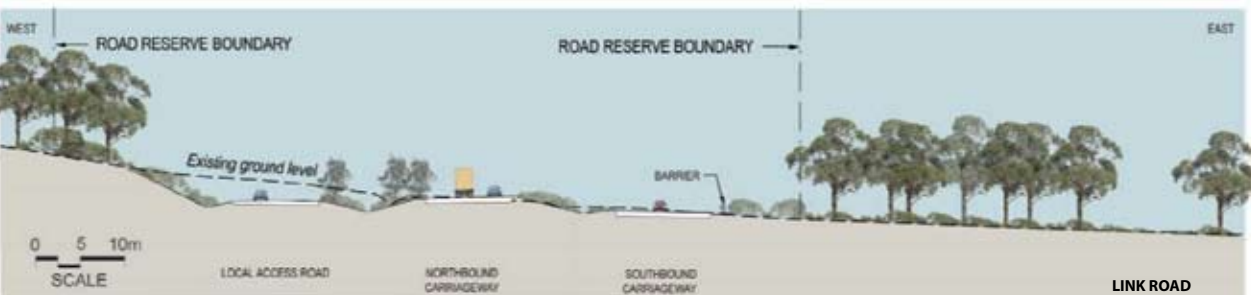 WEST
EAST
ROAD RESERVE BOUNDARY
ROAD RESERVE BOUNDARY
Existing ground level
BARRIER
0 5 10m
SCALE
LOCAL ACCESS ROAD
NORTHBOUND
CARRIAGEWAY
SOUTHBOUND
CARRIAGEWAY
LINK ROAD